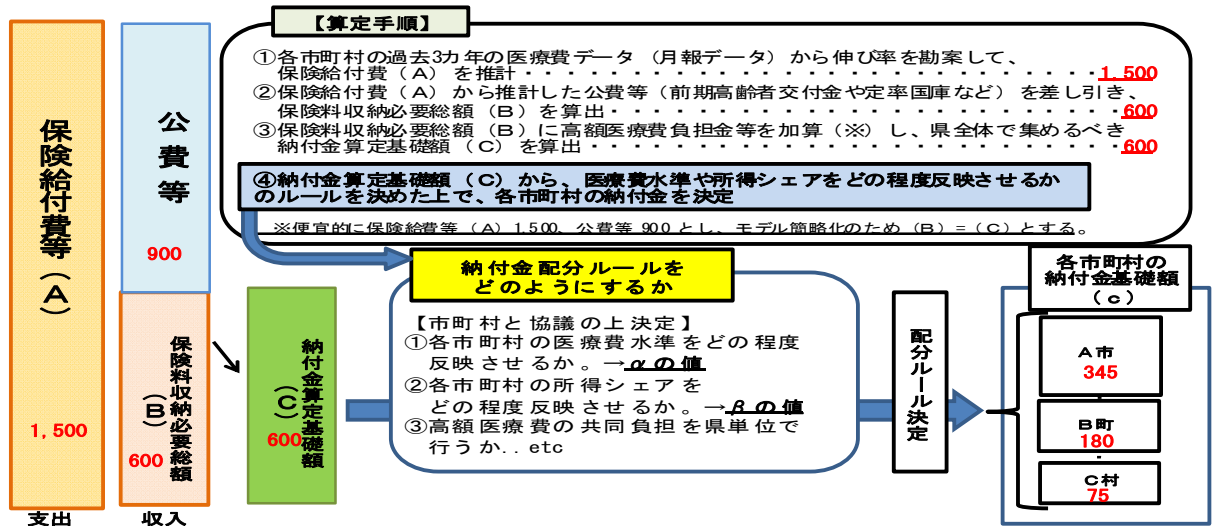 【算定手順】
①各市町村の過去3カ年の医療費データ（月報データ）から伸び率を勘案して、
保険給付費（A）を推計・・・・・・・・・・・・・・・・・・・・・・・・・・・・・・1,500
②保険給付費（A）から推計した公費等（前期高齢者交付金や定率国庫など）を差し引き、
保険料収納必要総額（B）を算出・・・・・・・・・・・・・・・・・・・・・・・・・600
③保険料収納必要総額（B）に高額医療費負担金等を加算（※）し、県全体で集めるべき
納付金算定基礎額（C）を算出・・・・・・・・・・・・・・・・・・・・・・・・・・600
④納付金算定基礎額（C）から、医療費水準や所得シェアをどの程度反映させるか
のルールを決めた上で、各市町村の納付金を決定
※便宜的に保険給費等（A）1,500、公費等 900 とし、モデル簡略化のため（B）=（C）とする。
保険給付費等（A）
1,500
支出
公費等
900
保険料収納必要総額
（B）
600
収入
納付金算定基礎額
（C）
600
納付金配分ルールを
どのようにするか
【市町村と協議の上決定】
①各市町村の医療費水準をどの程度
反映させるか。→αの値
②各市町村の所得シェアを
どの程度反映させるか。→βの値
③高額医療費の共同負担を県単位で
行うか．．etc
配分ルール決定
各市町村の
納付金基礎額
（c）
A市
345
B町
180
C村
75